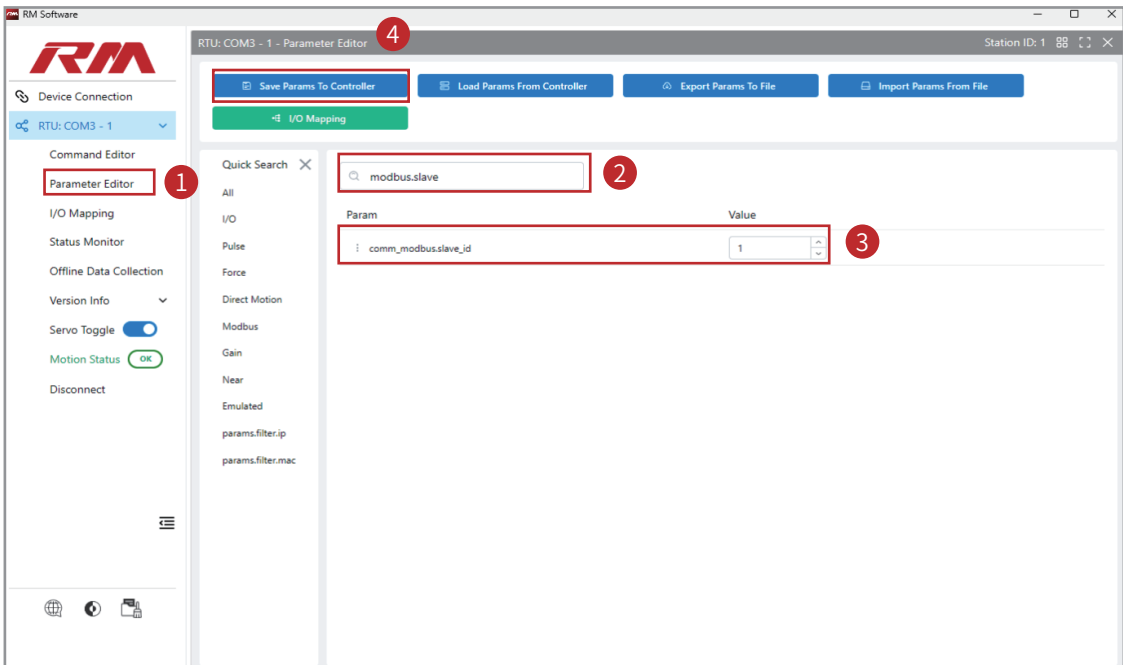 RM RM Software
RM
RTU: COM3 - 1 - Parameter Editor
4
Station ID: 1
Save Params To Controller
Load Params From Controller
Export Params To File
Import Params From File
I/O Mapping
Device Connection
RTU: COM3 - 1
Command Editor
Parameter Editor
1
I/O Mapping
Status Monitor
Offline Data Collection
Version Info
Servo Toggle
Motion Status OK
Disconnect
Quick Search
All
I/O
Pulse
Force
Direct Motion
Modbus
Gain
Near
Emulated
params.filter.ip
params.filter.mac
modbus.slave
2
Param Value
comm_modbus.slave_id 1
3